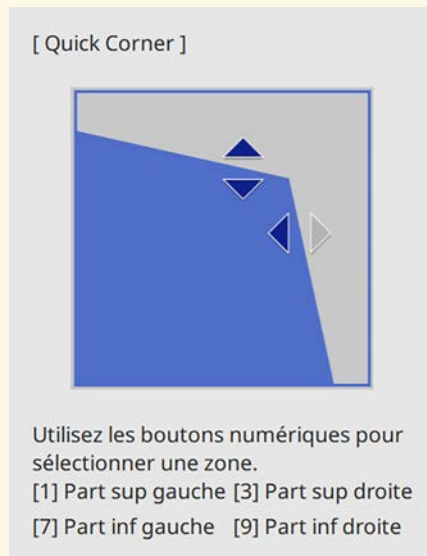 [ Quick Corner ]
Utilisez les boutons numériques pour
sélectionner une zone.
[1] Part sup gauche [3] Part sup droite
[7] Part inf gauche [9] Part inf droite